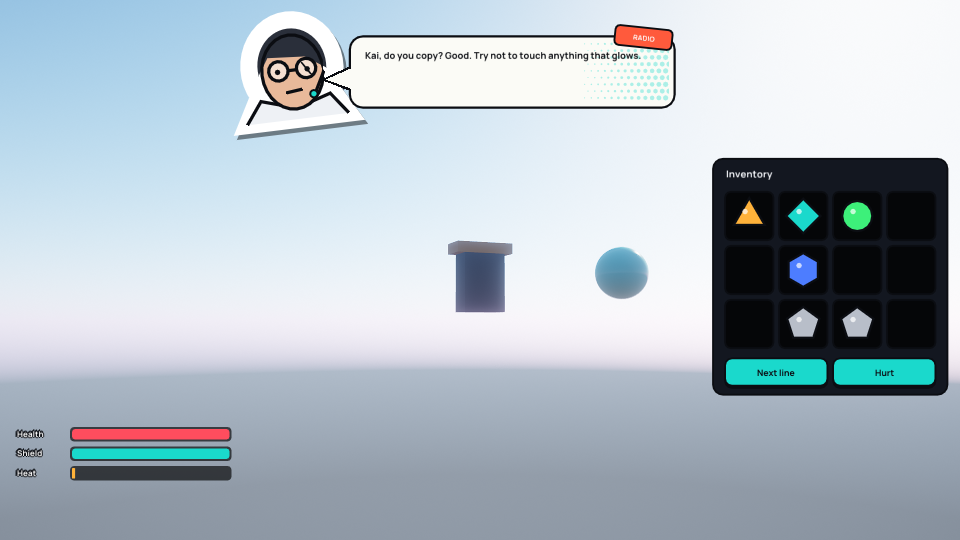 RADIO
Kai, do you copy? Good. Try not to touch anything that glows.
Inventory
Next line
Hurt
Health
Shield
Heat